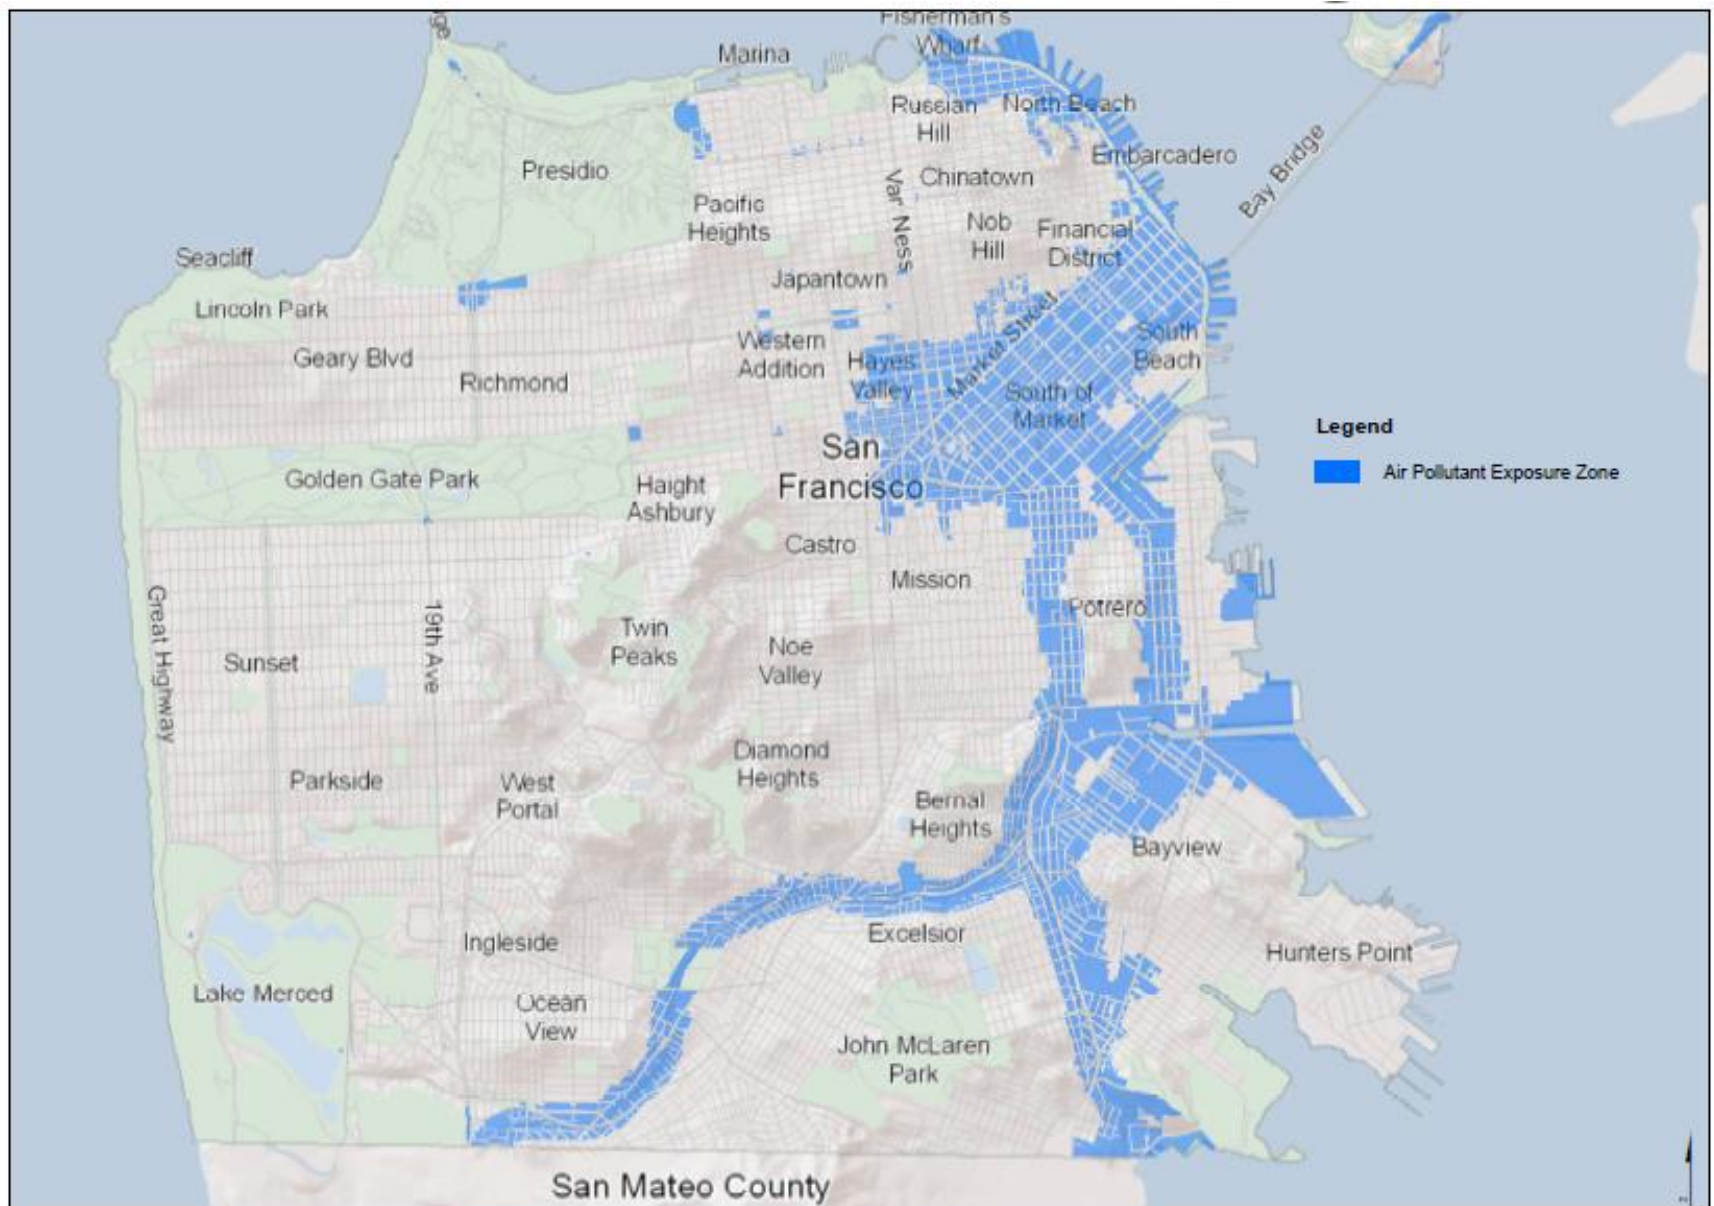 Fisherman's
Wharf
Marina
Russian
Hill
North Beach
Embarcadero
Bay Bridge
Presidio
Chinatown
Pacific
Heights
Var Ness
Nob
Hill
Financial
District
Seacliff
Japantown
Lincoln Park
Market Street
South
Beach
Western
Addition
Hayes
Valley
Geary Blvd
Richmond
South of
Market
Legend
Air Pollutant Exposure Zone
San
Francisco
Golden Gate Park
Haight
Ashbury
Castro
Mission
Potrero
Great Highway
19th Ave
Twin
Peaks
Noe
Valley
Sunset
Diamond
Heights
Parkside
West
Portal
Bernal
Heights
Bayview
Excelsior
Ingleside
Hunters Point
Lake Merced
Ocean
View
John McLaren
Park
San Mateo County